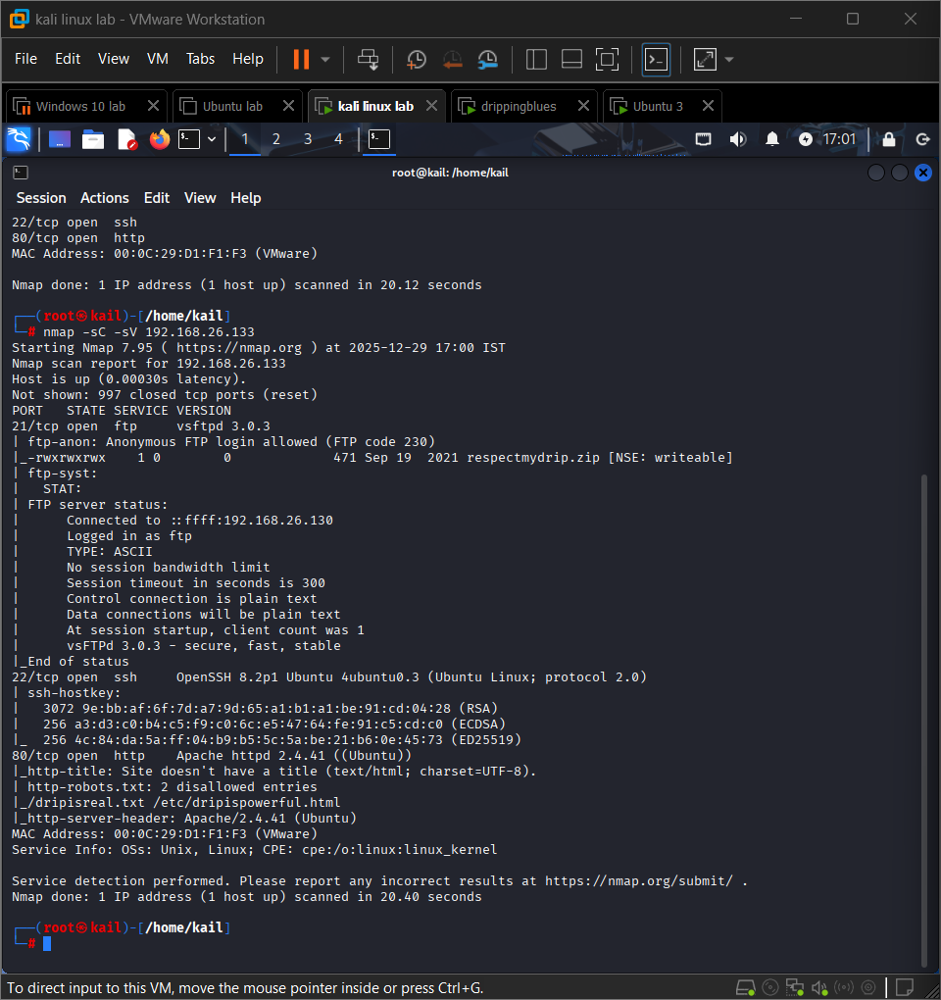 kali linux lab - VMware Workstation
File Edit View VM Tabs Help
Windows 10 lab Ubuntu lab kali linux lab drippingblues Ubuntu 3
1 2 3 4 17:01
root@kail: /home/kail
Session Actions Edit View Help
22/tcp open  ssh
80/tcp open  http
MAC Address: 00:0C:29:D1:F1:F3 (VMware)
Nmap done: 1 IP address (1 host up) scanned in 20.12 seconds
┌──(root㉿kail)-[/home/kail]
└─# nmap -sC -sV 192.168.26.133
Starting Nmap 7.95 ( https://nmap.org ) at 2025-12-29 17:00 IST
Nmap scan report for 192.168.26.133
Host is up (0.00030s latency).
Not shown: 997 closed tcp ports (reset)
PORT   STATE SERVICE VERSION
21/tcp open  ftp     vsftpd 3.0.3
| ftp-anon: Anonymous FTP login allowed (FTP code 230)
|_-rwxrwxrwx    1 0        0             471 Sep 19  2021 respectmydrip.zip [NSE: writeable]
| ftp-syst:
|   STAT:
| FTP server status:
|      Connected to ::ffff:192.168.26.130
|      Logged in as ftp
|      TYPE: ASCII
|      No session bandwidth limit
|      Session timeout in seconds is 300
|      Control connection is plain text
|      Data connections will be plain text
|      At session startup, client count was 1
|      vsFTPd 3.0.3 - secure, fast, stable
|_End of status
22/tcp open  ssh     OpenSSH 8.2p1 Ubuntu 4ubuntu0.3 (Ubuntu Linux; protocol 2.0)
| ssh-hostkey:
|   3072 9e:bb:af:6f:7d:a7:9d:65:a1:b1:a1:be:91:cd:04:28 (RSA)
|   256 a3:d3:c0:b4:c5:f9:c0:6c:e5:47:64:fe:91:c5:cd:c0 (ECDSA)
|_  256 4c:84:da:5a:ff:04:b9:b5:5c:5a:be:21:b6:0e:45:73 (ED25519)
80/tcp open  http    Apache httpd 2.4.41 ((Ubuntu))
|_http-title: Site doesn't have a title (text/html; charset=UTF-8).
| http-robots.txt: 2 disallowed entries
|_/dripisreal.txt /etc/dripispowerful.html
|_http-server-header: Apache/2.4.41 (Ubuntu)
MAC Address: 00:0C:29:D1:F1:F3 (VMware)
Service Info: OSs: Unix, Linux; CPE: cpe:/o:linux:linux_kernel
Service detection performed. Please report any incorrect results at https://nmap.org/submit/ .
Nmap done: 1 IP address (1 host up) scanned in 20.40 seconds
┌──(root㉿kail)-[/home/kail]
└─#
To direct input to this VM, move the mouse pointer inside or press Ctrl+G.